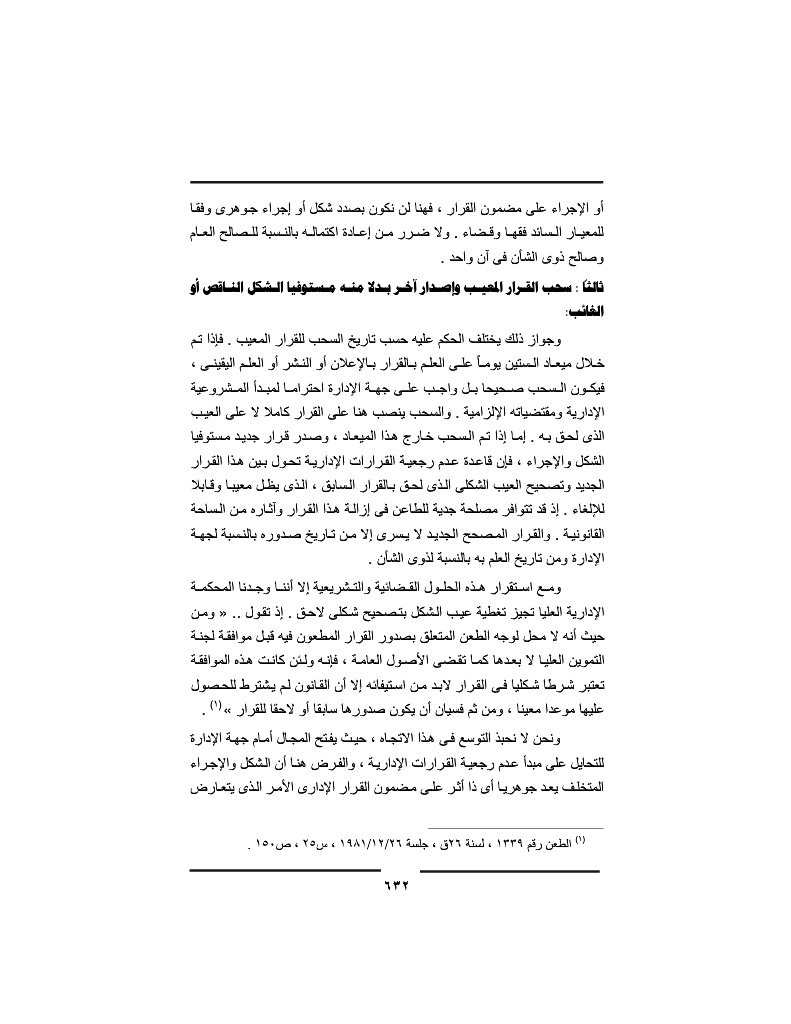 أو الإجراء على مضمون القرار ، فهنا لن نكون بصدد شكل أو إجراء جوهرى وفقا
للمعيار السائد فقها وقضاء . ولا ضرر من إعادة اكتماله بالنسبة للصالح العام
وصالح ذوى الشأن فى آن واحد .
ثالثاً : سحب القرار المعيب وإصدار آخر بدلا منه مستوفيا الشكل الناقص أو
الغائب:
وجواز ذلك يختلف الحكم عليه حسب تاريخ السحب للقرار المعيب . فإذا تم
خلال ميعاد الستين يوماً على العلم بالقرار بالإعلان أو النشر أو العلم اليقينى ،
فيكون السحب صحيحا بل واجب على جهة الإدارة احتراما لمبدأ المشروعية
الإدارية ومقتضياته الإلزامية . والسحب ينصب هنا على القرار كاملا لا على العيب
الذى لحق به . إما إذا تم السحب خارج هذا الميعاد ، وصدر قرار جديد مستوفيا
الشكل والإجراء ، فإن قاعدة عدم رجعية القرارات الإدارية تحول بين هذا القرار
الجديد وتصحيح العيب الشكلى الذى لحق بالقرار السابق ، الذى يظل معيبا وقابلا
للإلغاء . إذ قد تتوافر مصلحة جدية للطاعن فى إزالة هذا القرار وآثاره من الساحة
القانونية . والقرار المصحح الجديد لا يسرى إلا من تاريخ صدوره بالنسبة لجهة
الإدارة ومن تاريخ العلم به بالنسبة لذوى الشأن .
ومع استقرار هذه الحلول القضائية والتشريعية إلا أننا وجدنا المحكمة
الإدارية العليا تجيز تغطية عيب الشكل بتصحيح شكلى لاحق . إذ تقول .. « ومن
حيث أنه لا محل لوجه الطعن المتعلق بصدور القرار المطعون فيه قبل موافقة لجنة
التموين العليا لا بعدها كما تقضى الأصول العامة ، فإنه ولئن كانت هذه الموافقة
تعتبر شرطا شكليا فى القرار لابد من استيفائه إلا أن القانون لم يشترط للحصول
عليها موعدا معينا ، ومن ثم فسيان أن يكون صدورها سابقا أو لاحقا للقرار »(١) .
ونحن لا نحبذ التوسع فى هذا الاتجاه ، حيث يفتح المجال أمام جهة الإدارة
للتحايل على مبدأ عدم رجعية القرارات الإدارية ، والفرض هنا أن الشكل والإجراء
المتخلف يعد جوهريا أى ذا أثر على مضمون القرار الإدارى الأمر الذى يتعارض
(١) الطعن رقم ١٣٣٩ ، لسنة ٢٦ق ، جلسة ١٩٨١/١٢/٢٦ ، س٢٥ ، ص١٥٠ .
٦٣٢